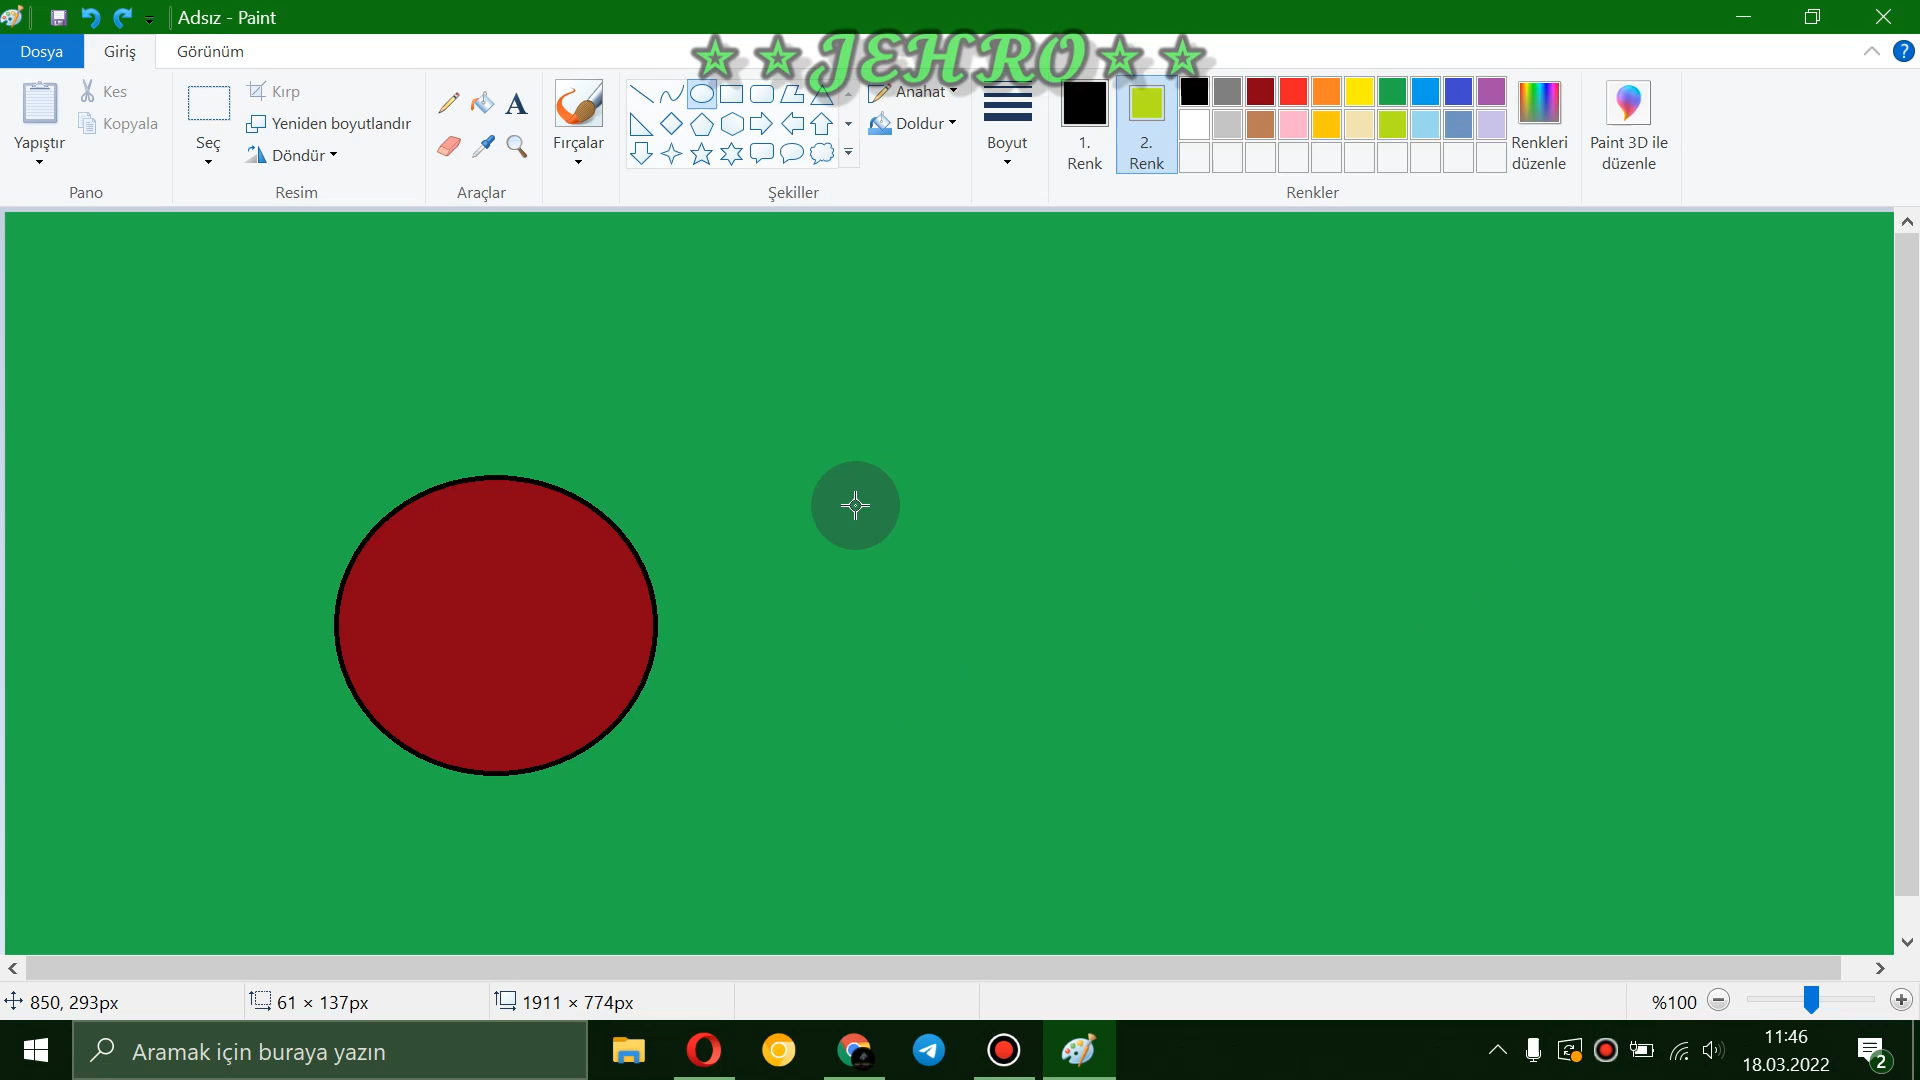 Adsız - Paint
☆ ☆ JEHRO ☆ ☆
Dosya Giriş Görünüm
Yapıştır
Kes
Kopyala
Pano
Seç
Kırp
Yeniden boyutlandır
Döndür
Resim
A
Araçlar
Fırçalar
Şekiller
Anahat
Doldur
Boyut
1.
Renk
2.
Renk
Renkleri
düzenle
Renkler
Paint 3D ile
düzenle
?
850, 293px
61 × 137px
1911 × 774px
%100
Aramak için buraya yazın
11:46
18.03.2022
2